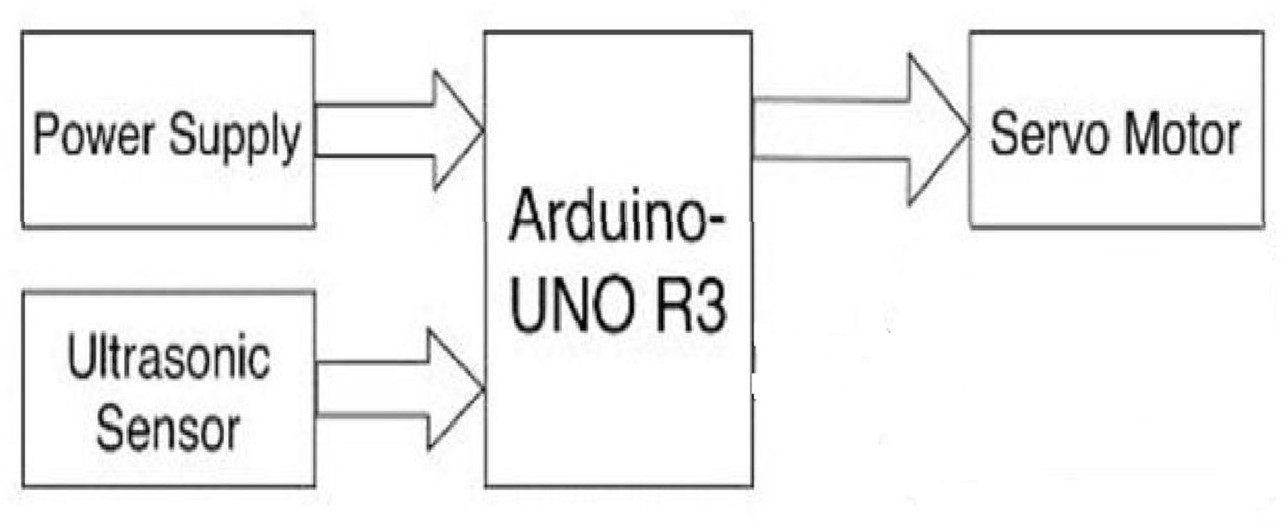 Power Supply
Ultrasonic
Sensor
Arduino-
UNO R3
Servo Motor